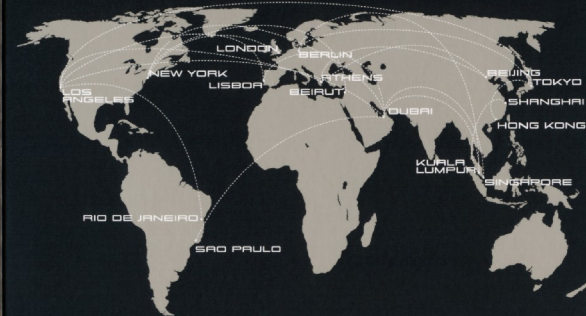 LONDON
BERLIN
NEW YORK
LISBOA
ATHENS
BEIRUT
LOS
ANGELES
DUBAI
BEIJING
TOKYO
SHANGHAI
HONG KONG
KUALA
LUMPUR
SINGAPORE
RIO DE JANEIRO
SAO PAULO